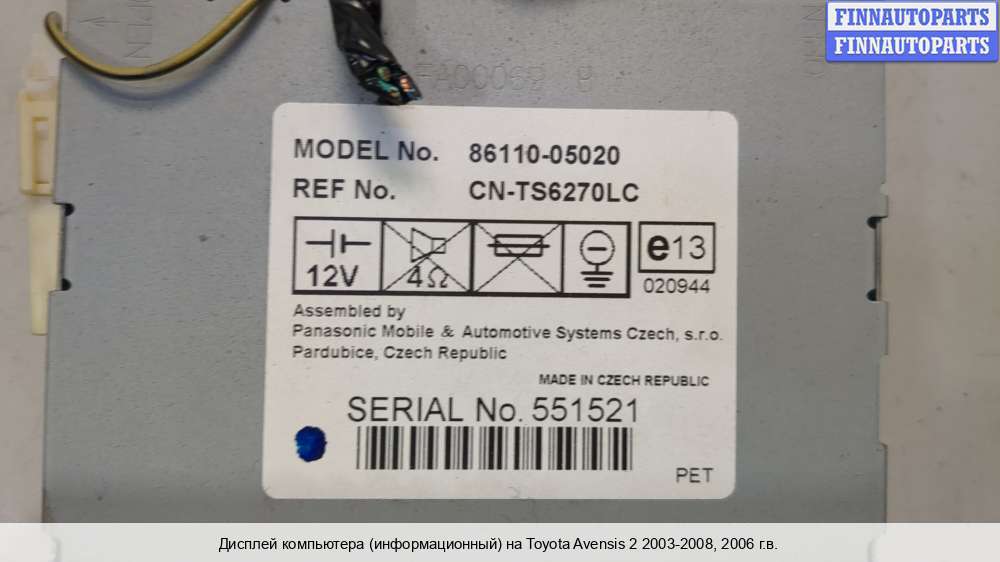 FINNAUTOPARTS
FINNAUTOPARTS
MODEL No. 86110-05020
REF No. CN-TS6270LC
12V
4Ω
e13
020944
Assembled by
Panasonic Mobile & Automotive Systems Czech, s.r.o.
Pardubice, Czech Republic
MADE IN CZECH REPUBLIC
SERIAL No. 551521
PET
Дисплей компьютера (информационный) на Toyota Avensis 2 2003-2008, 2006 г.в.